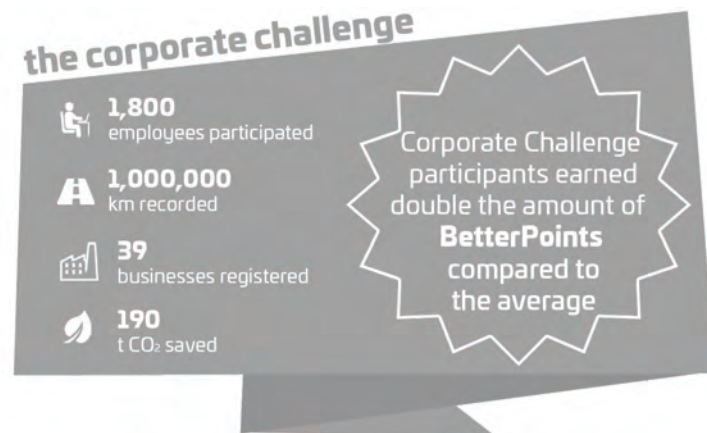 the corporate challenge
1,800
employees participated
1,000,000
km recorded
39
businesses registered
190
t CO₂ saved
Corporate Challenge
participants earned
double the amount of
BetterPoints
compared to
the average